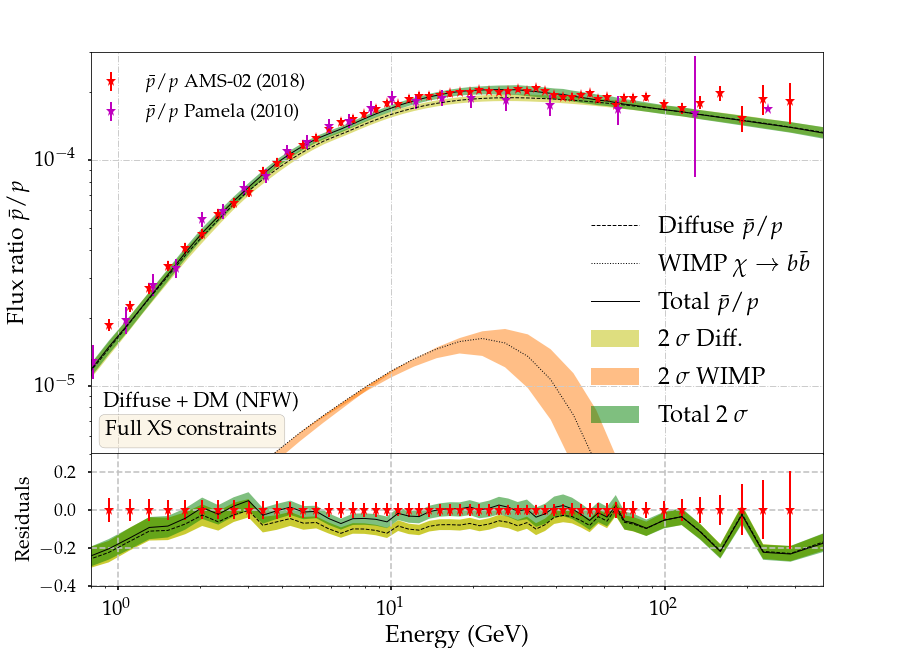 p̄/p AMS-02 (2018)
p̄/p Pamela (2010)
10⁻⁴
10⁻⁵
Flux ratio p̄/p
Diffuse p̄/p
WIMP χ → bb̄
Total p̄/p
2 σ Diff.
2 σ WIMP
Total 2 σ
Diffuse + DM (NFW)
Full XS constraints
0.2
0.0
−0.2
−0.4
Residuals
10⁰ 10¹ 10²
Energy (GeV)